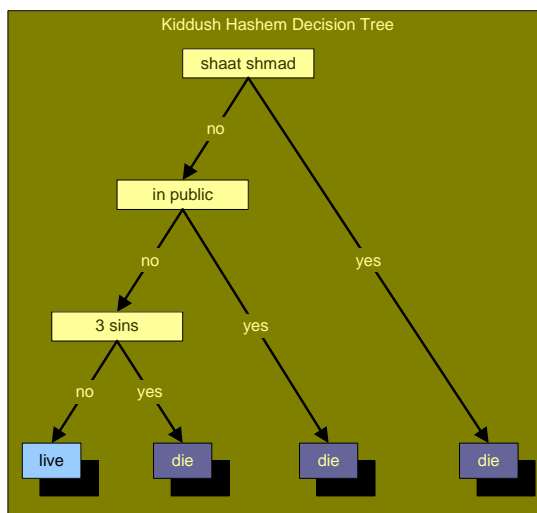 Kiddush Hashem Decision Tree
shaat shmad
no
in public
no
yes
3 sins
yes
no
yes
live
die
die
die